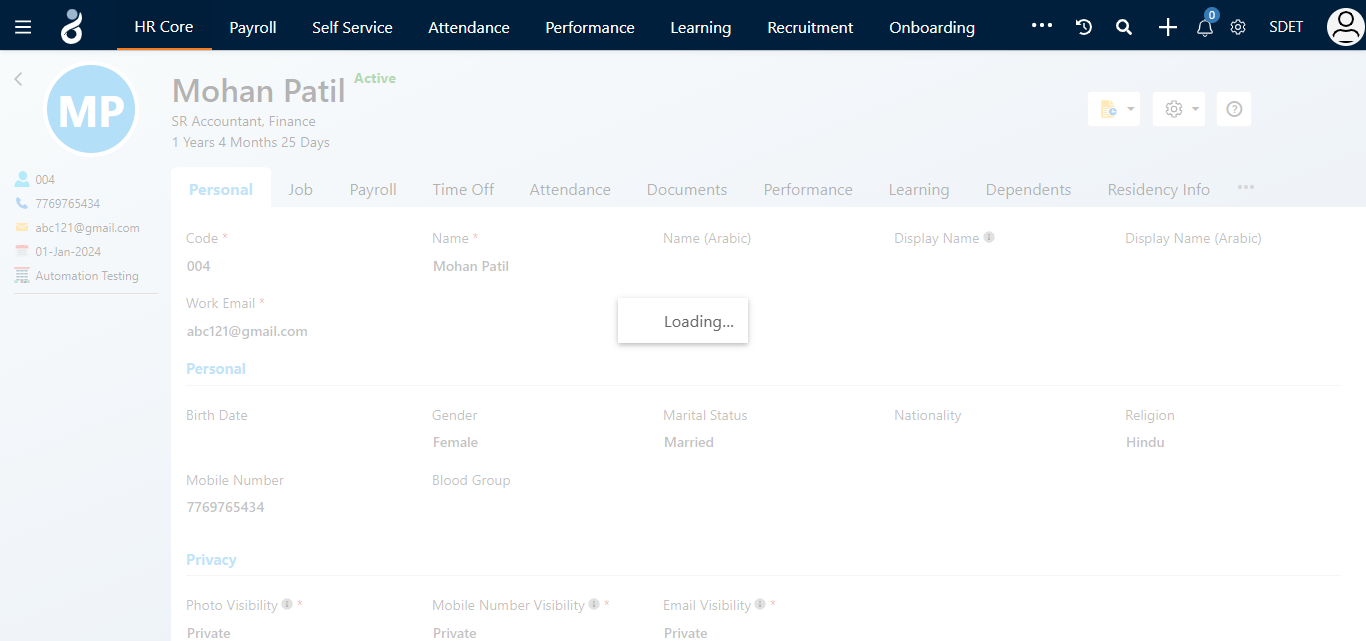 HR Core Payroll Self Service Attendance Performance Learning Recruitment Onboarding ••• 0 SDET
MP
Mohan Patil Active
SR Accountant, Finance
1 Years 4 Months 25 Days
004
7769765434
abc121@gmail.com
01-Jan-2024
Automation Testing
Personal Job Payroll Time Off Attendance Documents Performance Learning Dependents Residency Info •••
Code * Name * Name (Arabic) Display Name Display Name (Arabic)
004 Mohan Patil
Work Email *
abc121@gmail.com
Loading...
Personal
Birth Date Gender Marital Status Nationality Religion
Female Married Hindu
Mobile Number Blood Group
7769765434
Privacy
Photo Visibility * Mobile Number Visibility * Email Visibility *
Private Private Private